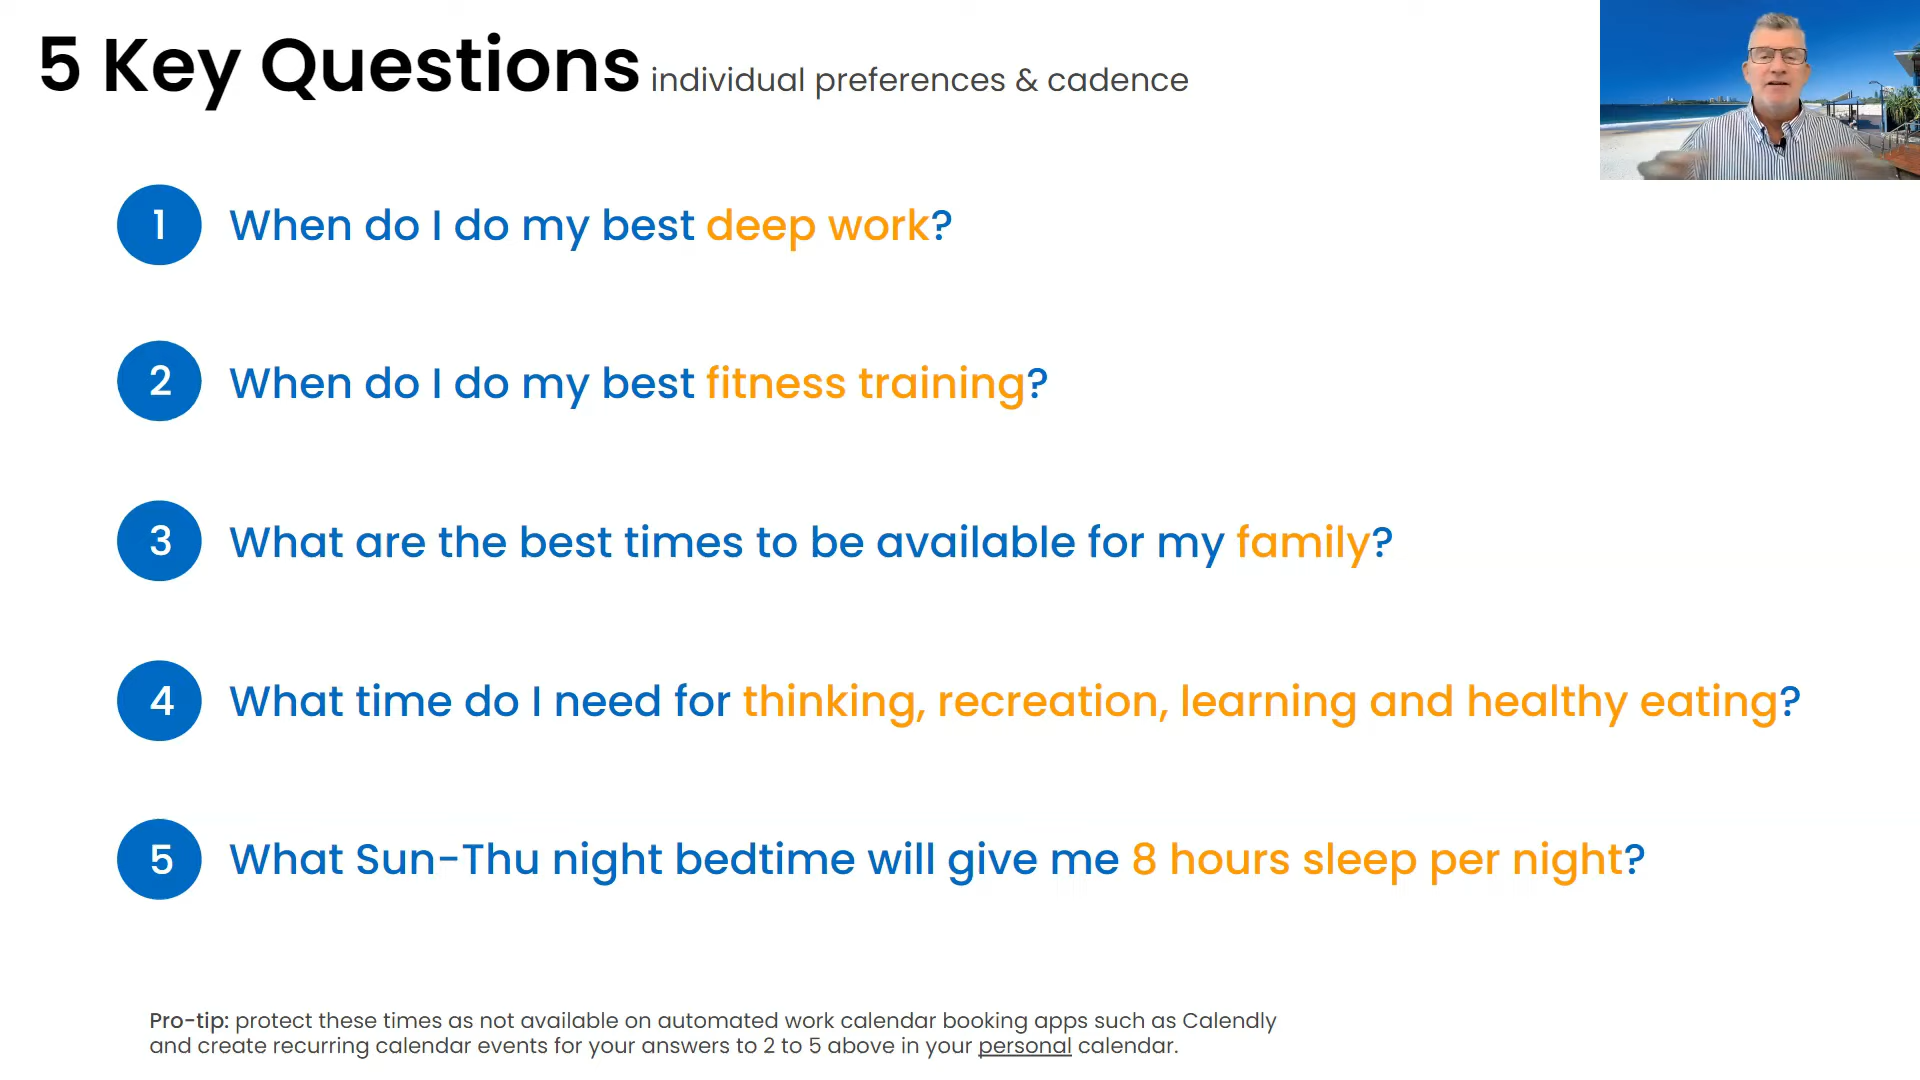 5 Key Questions individual preferences & cadence
1 When do I do my best deep work?
2 When do I do my best fitness training?
3 What are the best times to be available for my family?
4 What time do I need for thinking, recreation, learning and healthy eating?
5 What Sun-Thu night bedtime will give me 8 hours sleep per night?
Pro-tip: protect these times as not available on automated work calendar booking apps such as Calendly
and create recurring calendar events for your answers to 2 to 5 above in your personal calendar.